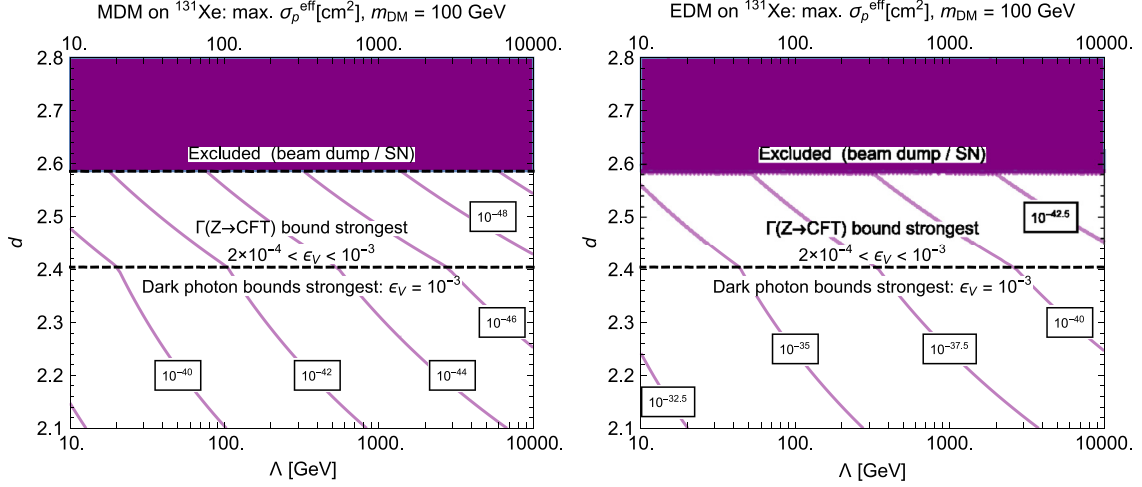 MDM on ¹³¹Xe: max. σₚᵉᶠᶠ[cm²], m_DM = 100 GeV
10. 100. 1000. 10000.
2.8
2.7
2.6
2.5
2.4
2.3
2.2
2.1
d
Excluded (beam dump / SN)
10⁻⁴⁸
Γ(Z→CFT) bound strongest
2×10⁻⁴ < ϵ_V < 10⁻³
Dark photon bounds strongest: ϵ_V = 10⁻³
10⁻⁴⁶
10⁻⁴⁰ 10⁻⁴² 10⁻⁴⁴
10 100. 1000 10000.
Λ [GeV]
EDM on ¹³¹Xe: max. σₚᵉᶠᶠ[cm²], m_DM = 100 GeV
10. 100. 1000. 10000.
2.8
2.7
2.6
2.5
2.4
2.3
2.2
2.1
d
Excluded (beam dump / SN)
10⁻⁴²·⁵
Γ(Z→CFT) bound strongest
2×10⁻⁴ < ϵ_V < 10⁻³
Dark photon bounds strongest: ϵ_V = 10⁻³
10⁻⁴⁰
10⁻³⁵ 10⁻³⁷·⁵
10⁻³²·⁵
10 100. 1000 10000.
Λ [GeV]